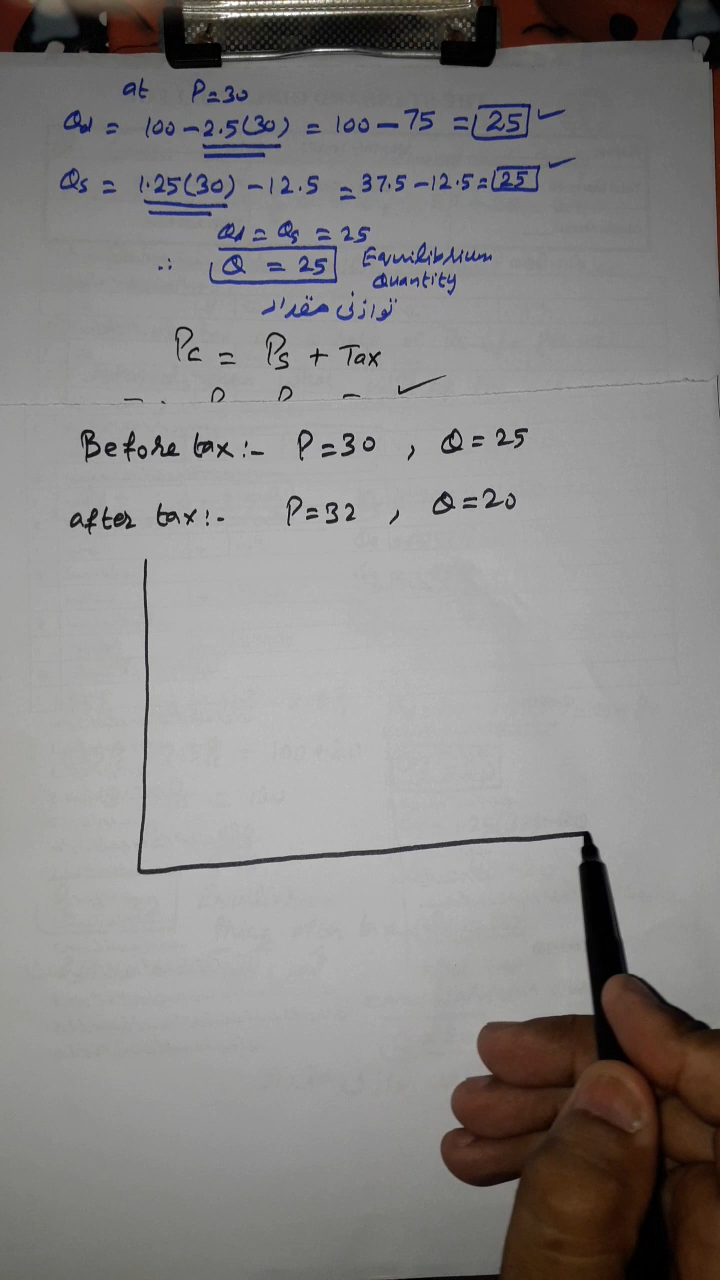 at P=30
Qd = 100-2.5(30) = 100-75 = 25 ✓
Qs = 1.25(30)-12.5 = 37.5-12.5=25 ✓
Qd = Qs = 25
∴ Q = 25 Equilibrium Quantity
توازنی مقدار
Pc = Ps + Tax
Before tax:- P=30 , Q=25
after tax:- P=32 , Q=20